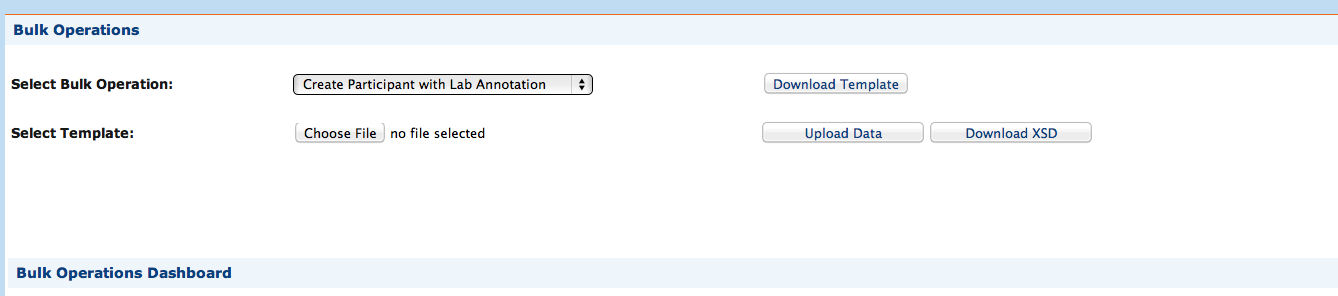 Bulk Operations
Select Bulk Operation: Create Participant with Lab Annotation Download Template
Select Template: Choose File no file selected Upload Data Download XSD
Bulk Operations Dashboard